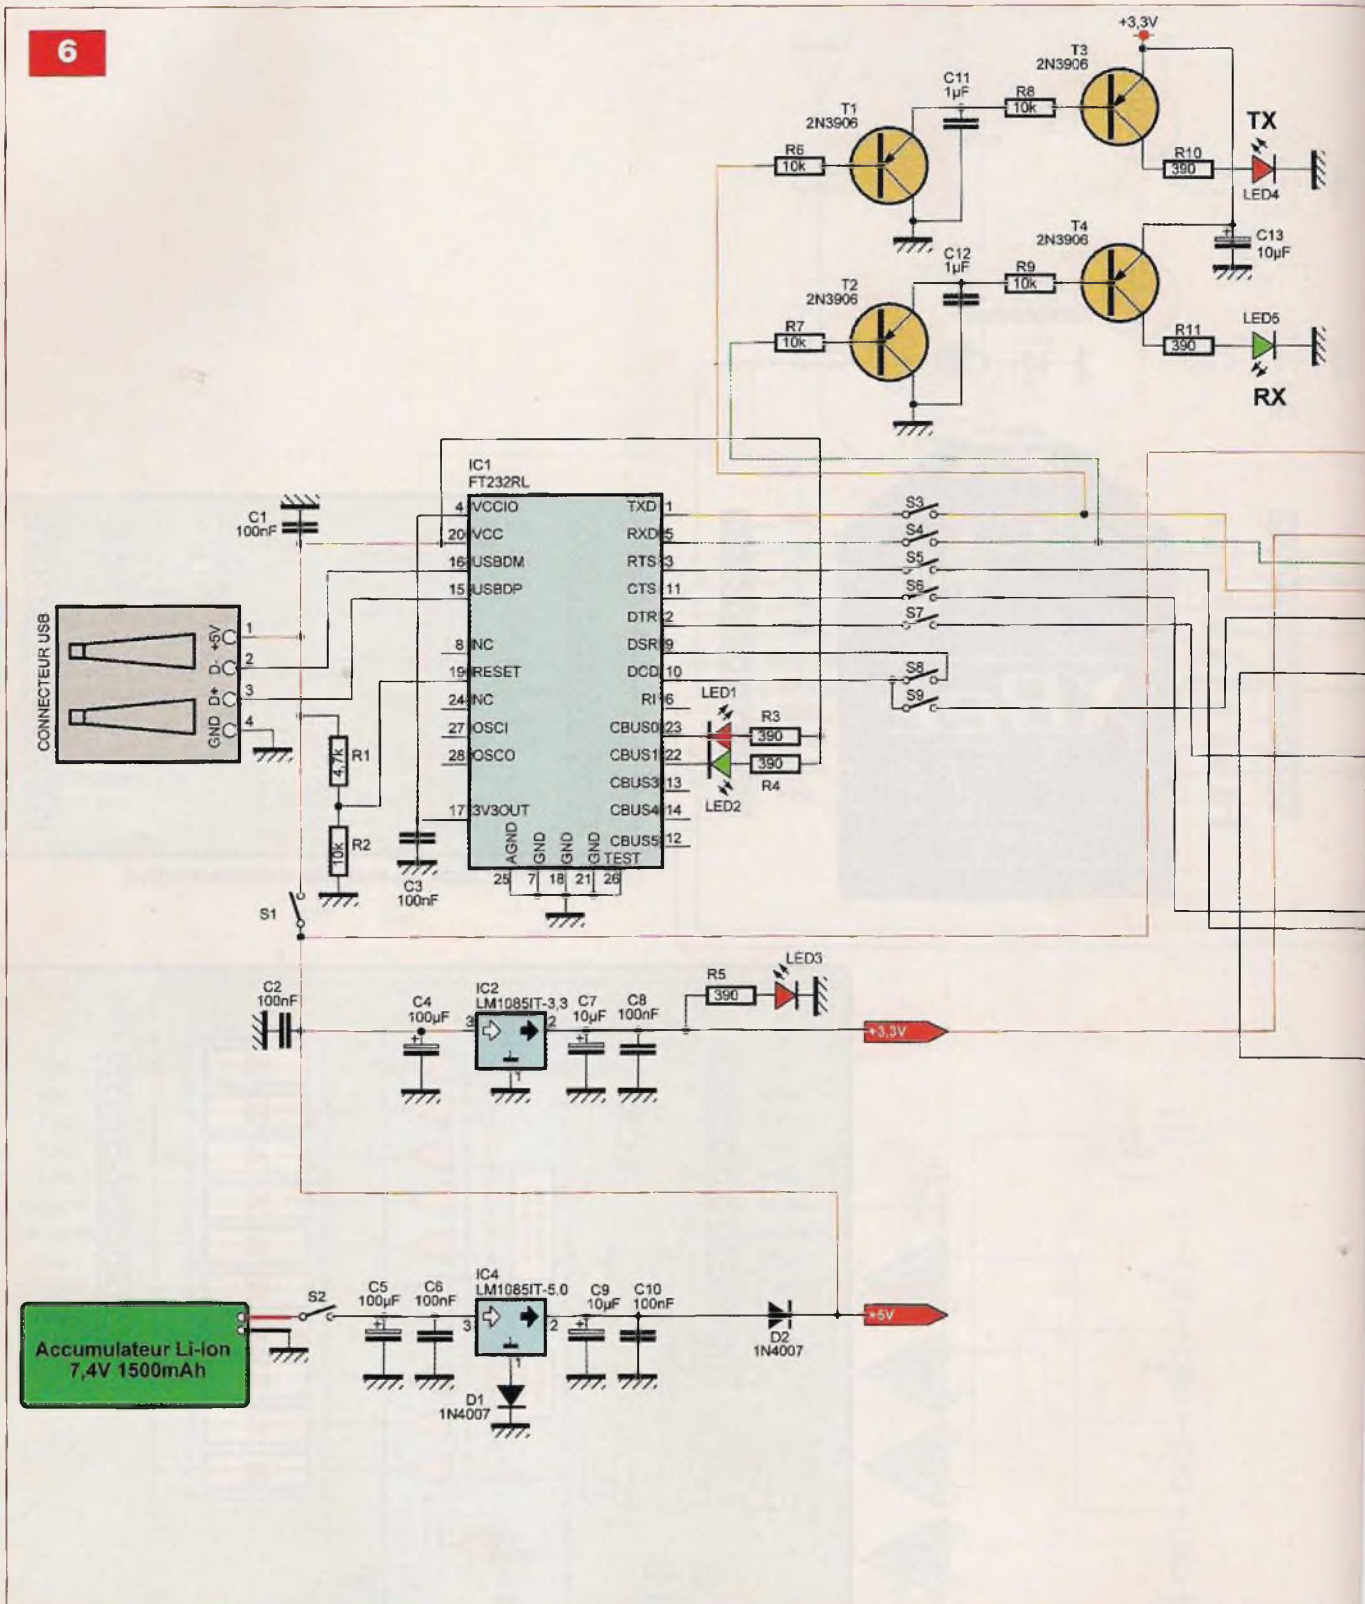 6
+3,3V
T3
2N3906
C11
1µF
R8
10k
T1
2N3906
TX
R6
10k
R10
390
LED4
T4
2N3906
C13
10µF
+
C12
1µF
R9
10k
T2
2N3906
R7
10k
R11
390
LED5
RX
IC1
FT232RL
C1
100nF
4 VCCIO
20 VCC
16 USBDM
15 USBDP
8 NC
19 RESET
24 NC
27 OSCI
28 OSCO
17 3V3OUT
TXD 1
RXD 5
RTS 3
CTS 11
DTR 2
DSR 9
DCD 10
RI 6
CBUS0 23
CBUS1 22
CBUS3 13
CBUS4 14
CBUS5 12
AGND
GND
GND
GND
TEST
25 7 18 21 26
S3
S4
S5
S6
S7
S8
S9
LED1
R3
390
390
R4
LED2
CONNECTEUR USB
+5V
D-
D+
GND
1
2
3
4
R1
4,7k
R2
10k
C3
100nF
S1
C2
100nF
C4
100µF
+
IC2
LM1085IT-3,3
3
2
1
C7
10µF
+
C8
100nF
R5
390
LED3
+3,3V
Accumulateur Li-ion
7,4V 1500mAh
S2
C5
100µF
+
C6
100nF
IC4
LM1085IT-5.0
3
2
1
D1
1N4007
C9
10µF
+
C10
100nF
D2
1N4007
+5V